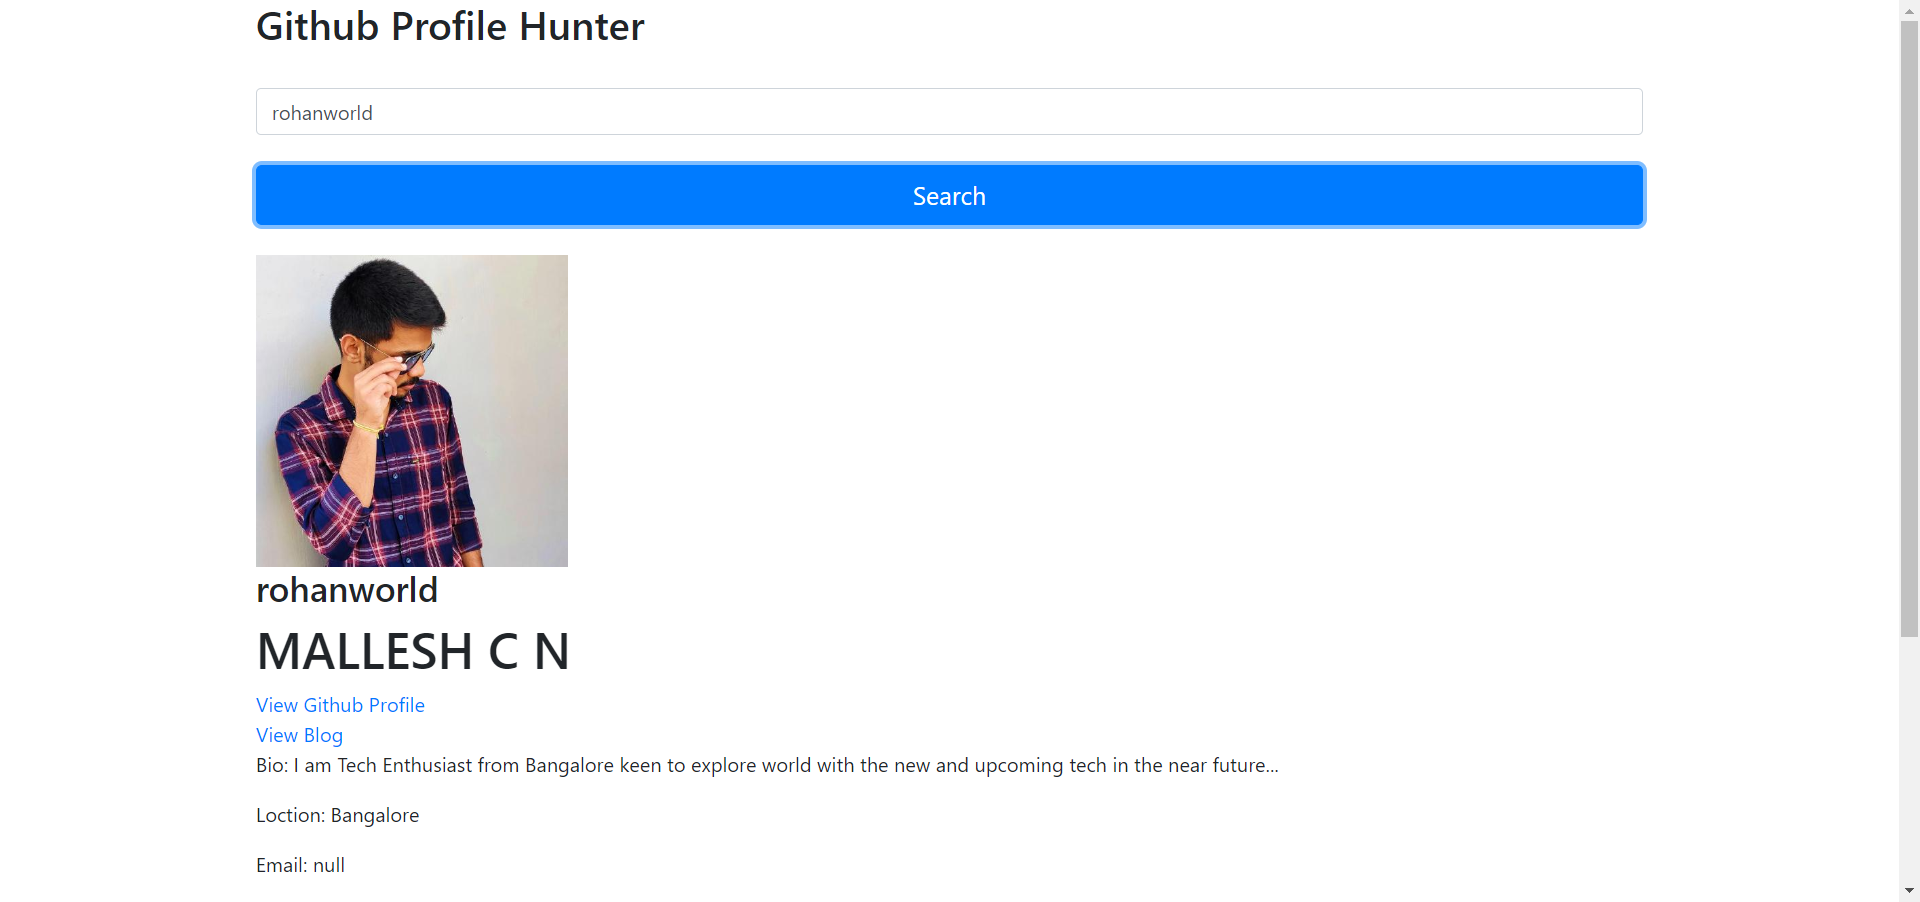 Github Profile Hunter
rohanworld
Search
rohanworld
MALLESH C N
View Github Profile
View Blog
Bio: I am Tech Enthusiast from Bangalore keen to explore world with the new and upcoming tech in the near future...
Loction: Bangalore
Email: null